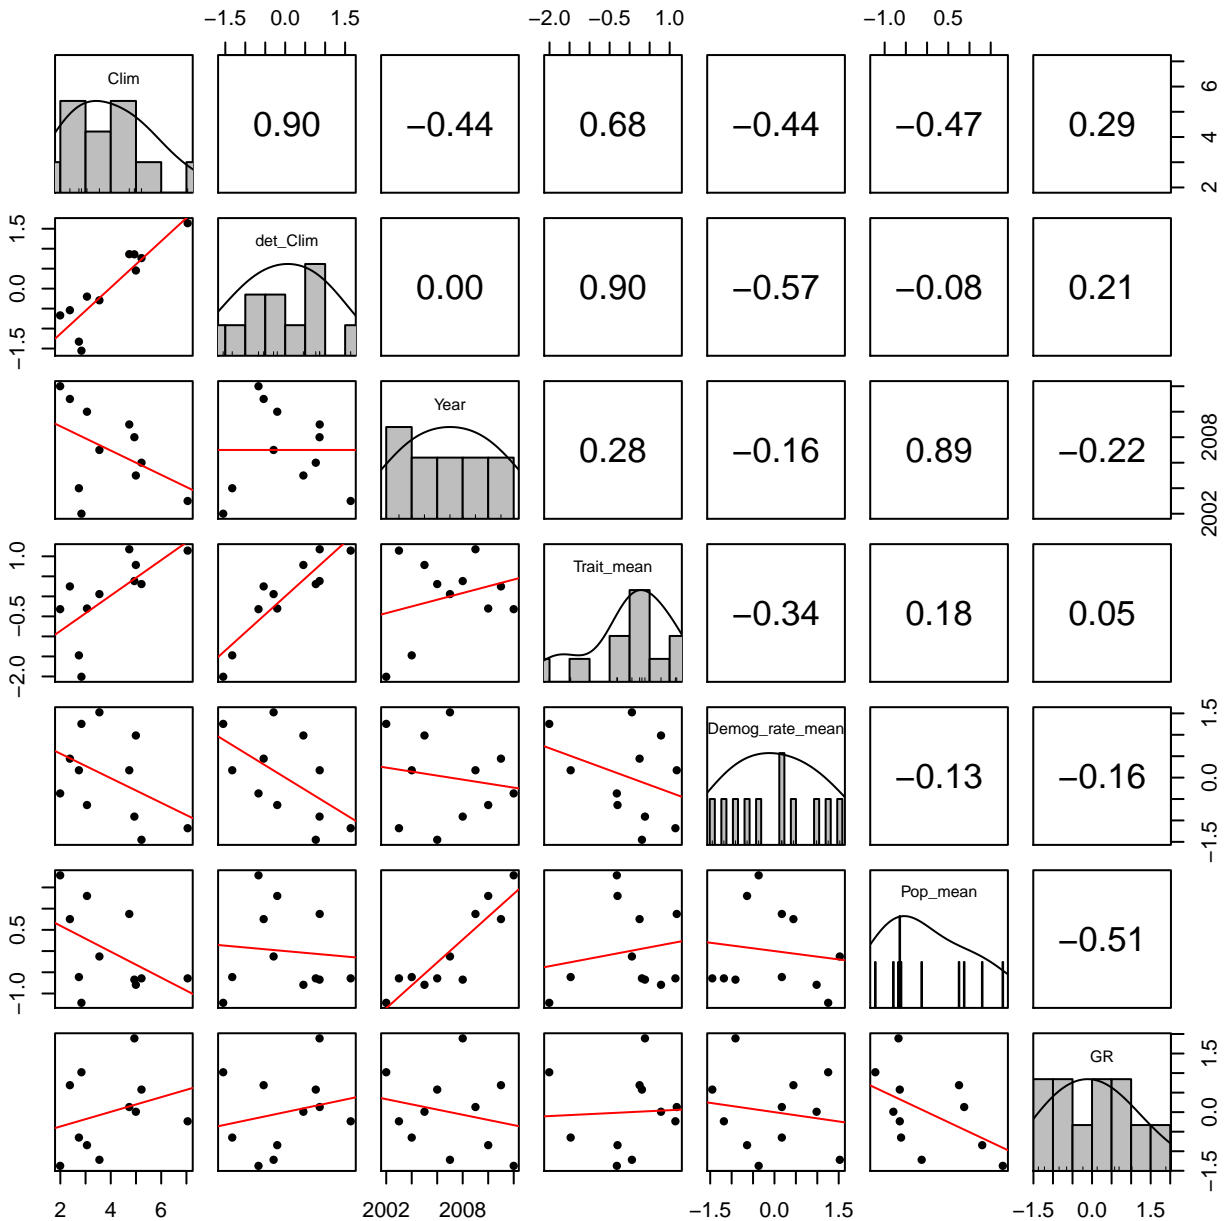 −1.5 0.0 1.5 −2.0 −0.5 1.0 −1.0 0.5
Clim 0.90 −0.44 0.68 −0.44 −0.47 0.29 2 4 6
−1.5 0.0 1.5 det_Clim 0.00 0.90 −0.57 −0.08 0.21
Year 0.28 −0.16 0.89 −0.22 2002 2008
−2.0 −0.5 1.0 Trait_mean −0.34 0.18 0.05
Demog_rate_mean −0.13 −0.16 −1.5 0.0 1.5
−1.0 0.5 Pop_mean −0.51
GR −1.5 0.0 1.5
2 4 6 2002 2008 −1.5 0.0 1.5 −1.5 0.0 1.5